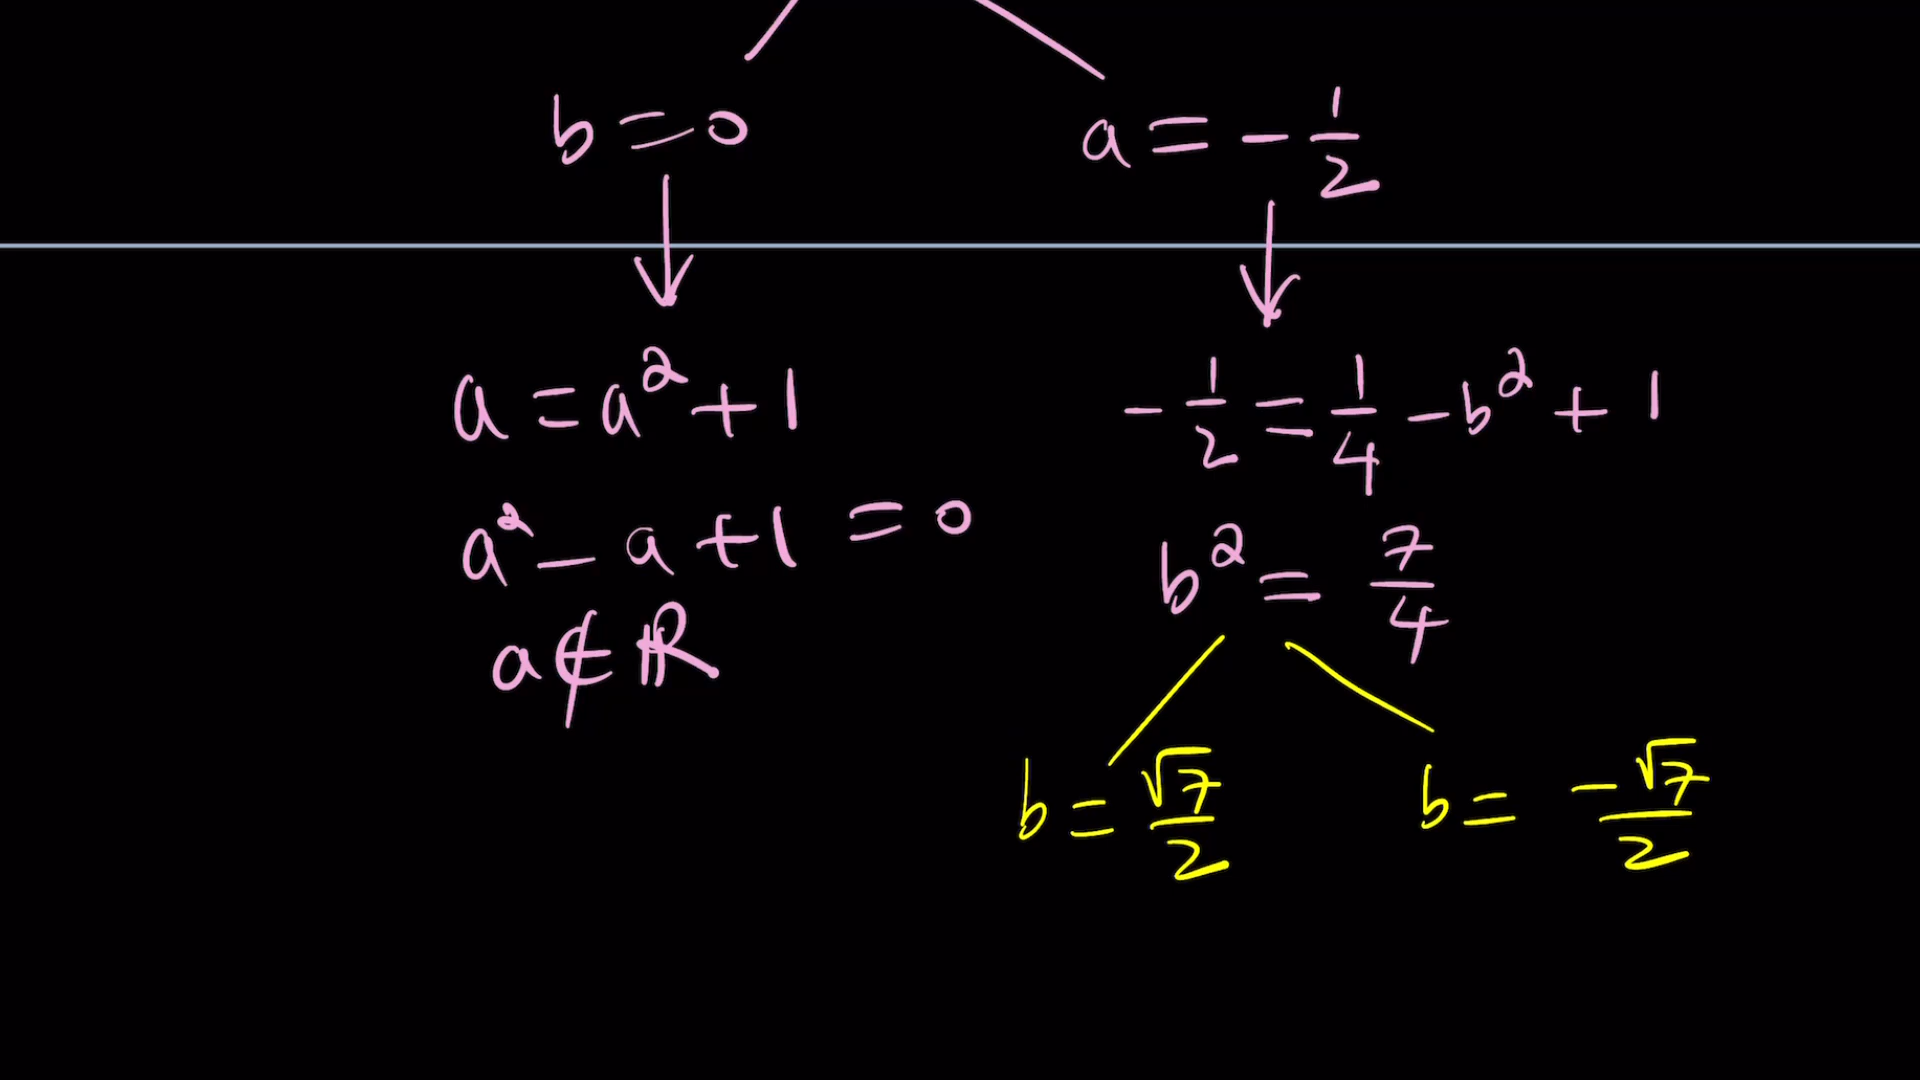 b = 0
a = -1/2
a = a² + 1
-1/2 = 1/4 - b² + 1
a² - a + 1 = 0
b² = 7/4
a ∉ ℝ
b = √7/2
b = -√7/2